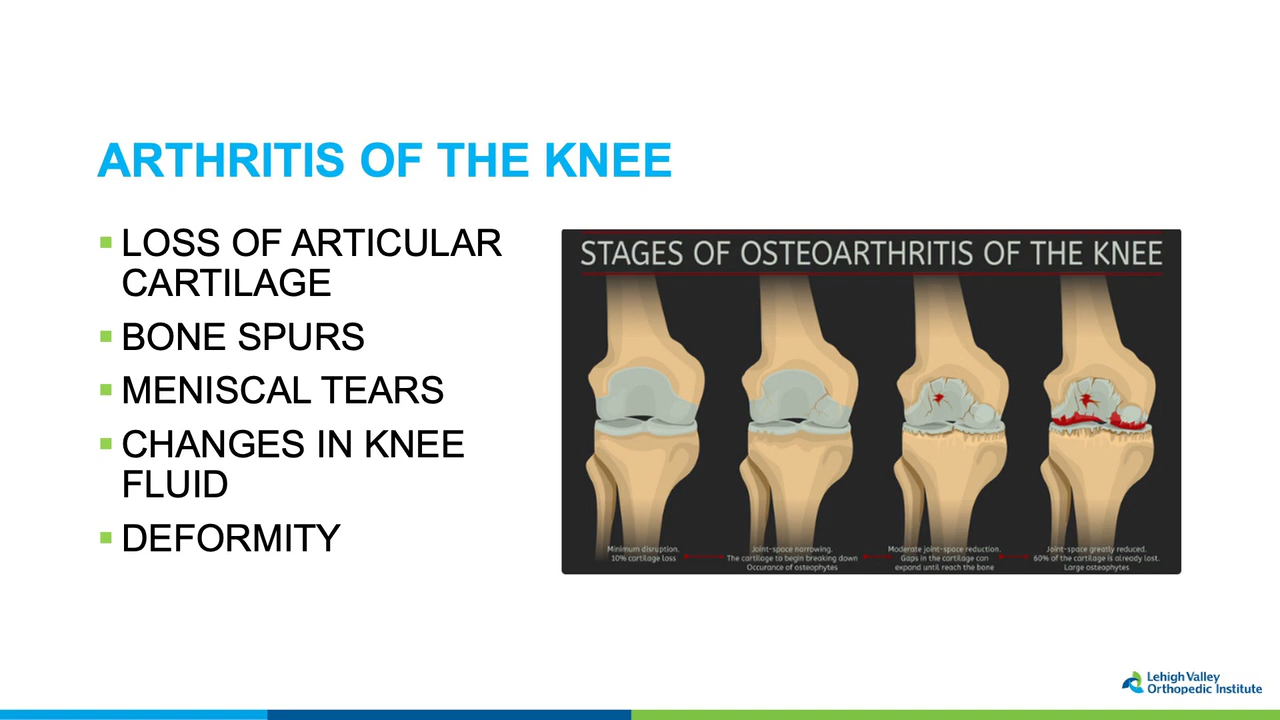 ARTHRITIS OF THE KNEE
▪ LOSS OF ARTICULAR
CARTILAGE
▪ BONE SPURS
▪ MENISCAL TEARS
▪ CHANGES IN KNEE
FLUID
▪ DEFORMITY
STAGES OF OSTEOARTHRITIS OF THE KNEE
Minimum disruption.
10% cartilage loss
Joint-space narrowing.
The cartilage to begin breaking down
Occurance of osteophytes
Moderate joint-space reduction.
Gaps in the cartilage can
expand until reach the bone
Joint-space greatly reduced.
60% of the cartilage is already lost.
Large osteophytes
Lehigh Valley
Orthopedic Institute